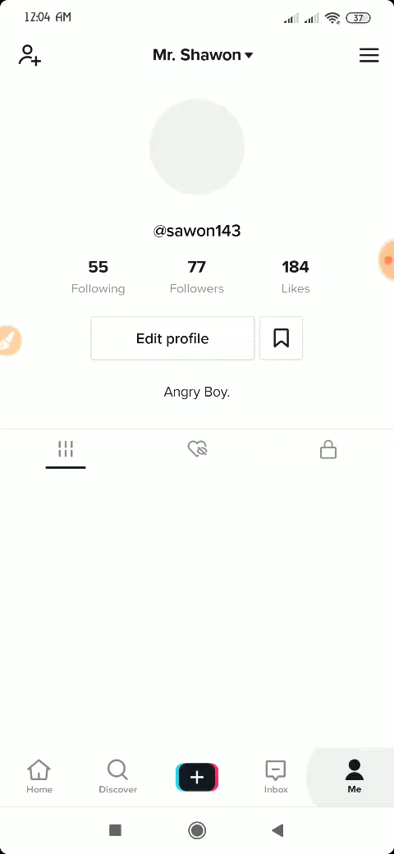 12:04 AM
37
Mr. Shawon
@sawon143
55 77 184
Following Followers Likes
Edit profile
Angry Boy.
Home Discover Inbox Me